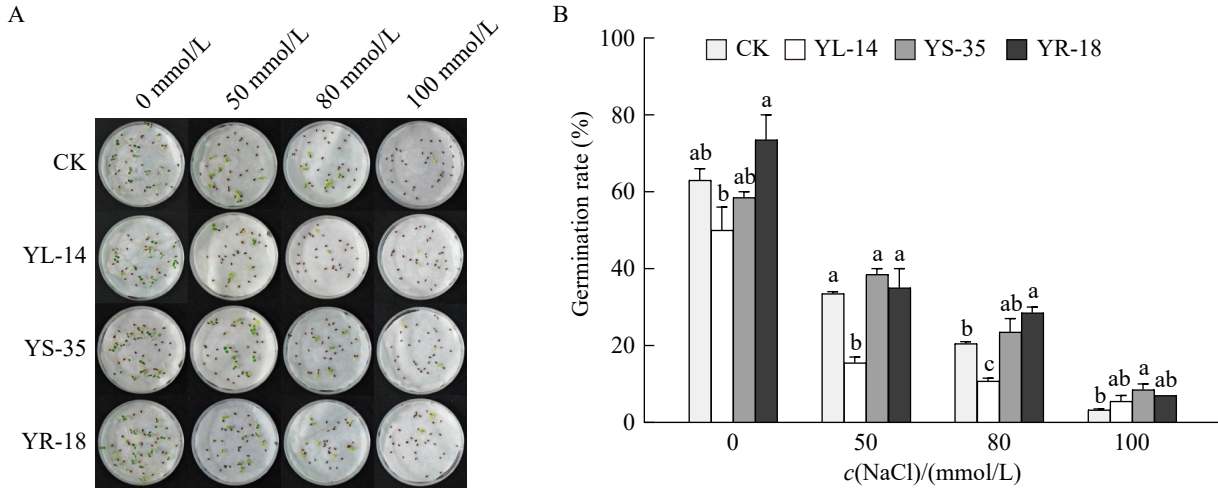 A
0 mmol/L
50 mmol/L
80 mmol/L
100 mmol/L
CK
YL-14
YS-35
YR-18
B
CK YL-14 YS-35 YR-18
Germination rate (%)
100
80
60
40
20
0
ab b ab a
a b a a
b c ab a
b ab a ab
0 50 80 100
c(NaCl)/(mmol/L)